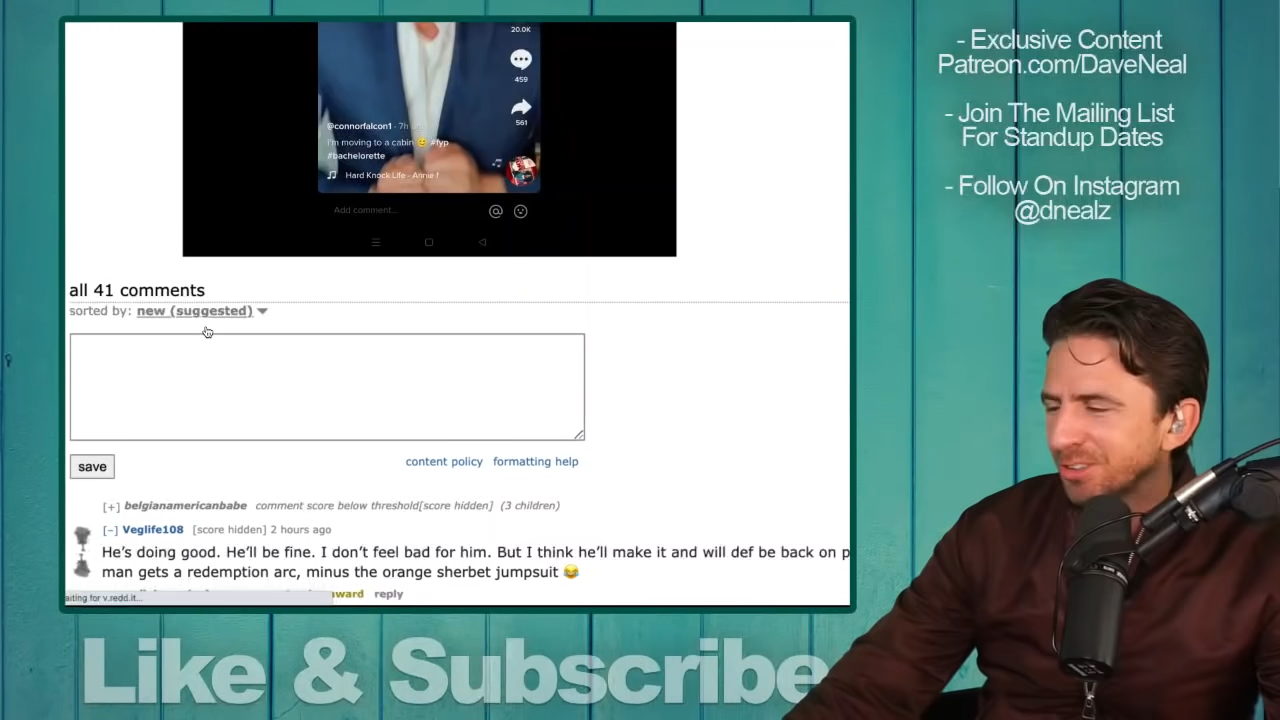 20.0K
459
561
@connorfalcon1 - 7h
I'm moving to a cabin 😊 #fyp
#bachelorette
Hard Knock Life - Annie
Add comment...
all 41 comments
sorted by: new (suggested)
save
content policy formatting help
[+] belgianamericanbabe comment score below threshold[score hidden] (3 children)
[–] Veglife108 [score hidden] 2 hours ago
He's doing good. He'll be fine. I don't feel bad for him. But I think he'll make it and will def be back on p
man gets a redemption arc, minus the orange sherbet jumpsuit 😂
award reply
aiting for v.redd.it...
- Exclusive Content
Patreon.com/DaveNeal
- Join The Mailing List
For Standup Dates
- Follow On Instagram
@dnealz
Like & Subscribe